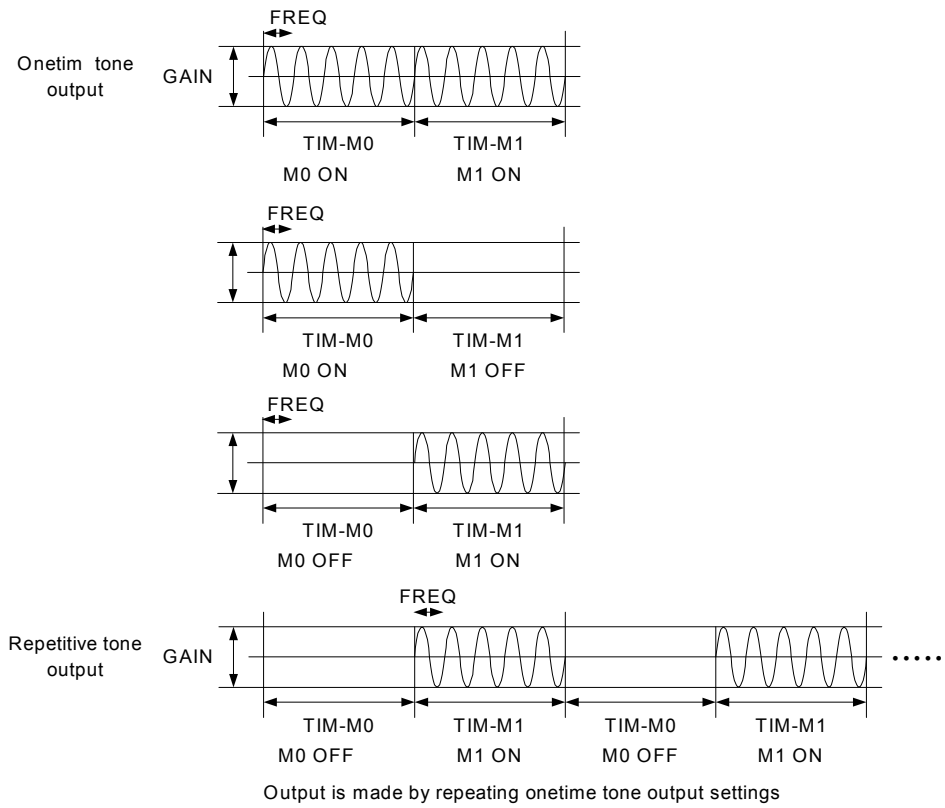 FREQ
Onetim tone
output
GAIN
TIM-M0 TIM-M1
M0 ON M1 ON
FREQ
TIM-M0 TIM-M1
M0 ON M1 OFF
FREQ
TIM-M0 TIM-M1
M0 OFF M1 ON
FREQ
Repetitive tone
output
GAIN
.....
TIM-M0 TIM-M1 TIM-M0 TIM-M1
M0 OFF M1 ON M0 OFF M1 ON
Output is made by repeating onetime tone output settings